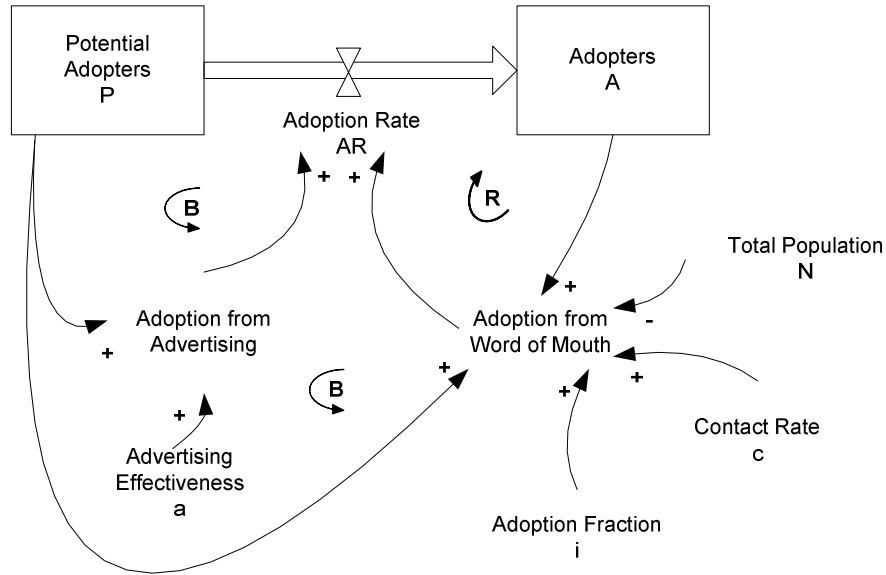 Potential
Adopters
P
Adopters
A
Adoption Rate
AR
+ +
B
R
Total Population
N
+
-
Adoption from
Advertising
+
Adoption from
Word of Mouth
+
+
+
B
+
Advertising
Effectiveness
a
Contact Rate
c
Adoption Fraction
i